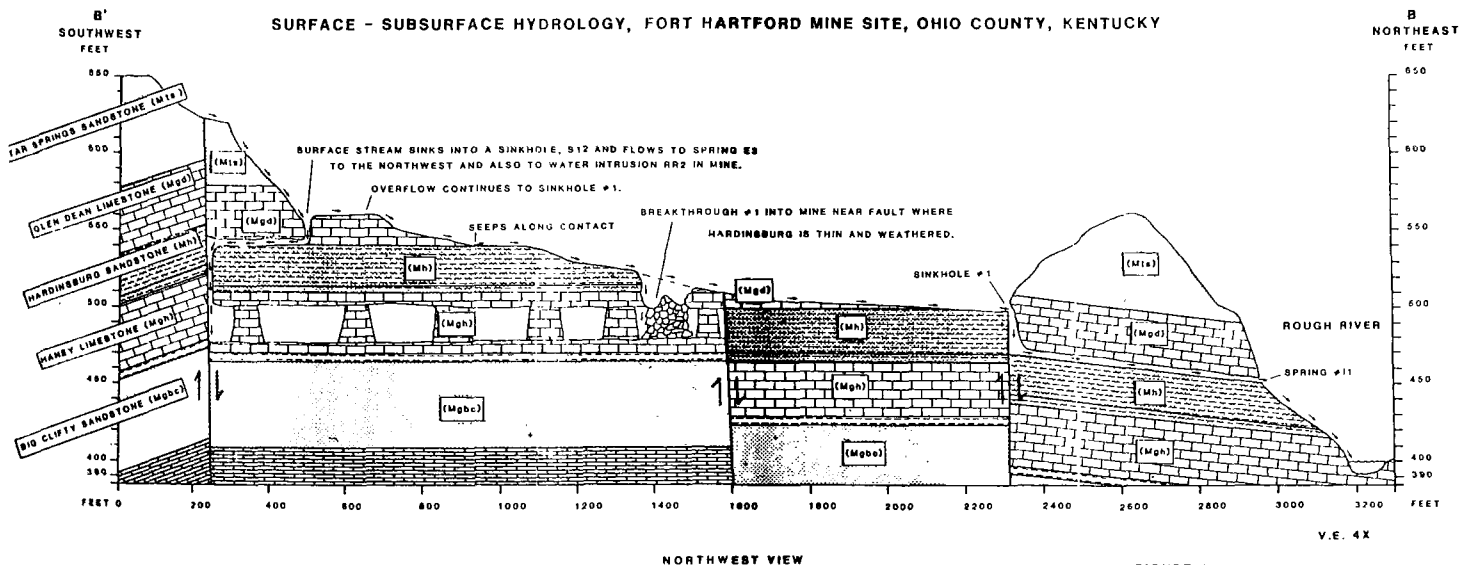 SURFACE - SUBSURFACE HYDROLOGY, FORT HARTFORD MINE SITE, OHIO COUNTY, KENTUCKY
B'
SOUTHWEST
FEET
B
NORTHEAST
FEET
650
600
550
500
450
400
390
TAR SPRINGS SANDSTONE (Mts)
GLEN DEAN LIMESTONE (Mgd)
HARDINSBURG SANDSTONE (Mh)
HANEY LIMESTONE (Mgh)
BIG CLIFTY SANDSTONE (Mgbc)
SURFACE STREAM SINKS INTO A SINKHOLE, S12 AND FLOWS TO SPRING E3
TO THE NORTHWEST AND ALSO TO WATER INTRUSION RR2 IN MINE.
OVERFLOW CONTINUES TO SINKHOLE #1.
SEEPS ALONG CONTACT
BREAKTHROUGH #1 INTO MINE NEAR FAULT WHERE
HARDINSBURG IS THIN AND WEATHERED.
SINKHOLE #1
(Mts)
(Mgd)
(Mh)
(Mgh)
(Mgbc)
(Mgd)
(Mh)
(Mgh)
(Mgbc)
(Mts)
(Mgd)
(Mh)
(Mgh)
ROUGH RIVER
SPRING #11
650
600
550
500
450
400
390
FEET 0 200 400 600 800 1000 1200 1400 1600 1800 2000 2200 2400 2600 2800 3000 3200 FEET
V.E. 4X
NORTHWEST VIEW